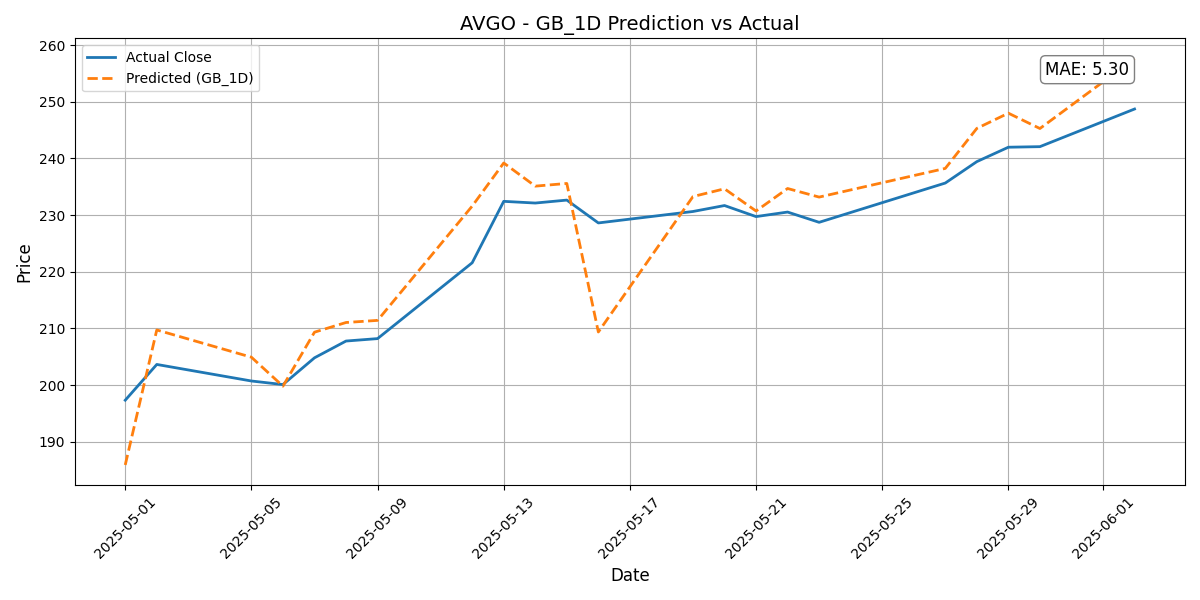 AVGO - GB_1D Prediction vs Actual
Actual Close
Predicted (GB_1D)
MAE: 5.30
260
250
240
230
220
210
200
190
Price
2025-05-01
2025-05-05
2025-05-09
2025-05-13
2025-05-17
2025-05-21
2025-05-25
2025-05-29
2025-06-01
Date